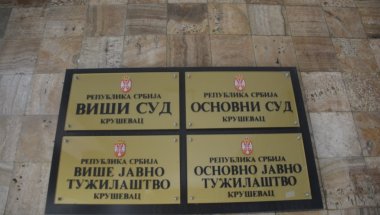 РЕПУБЛИКА СРБИЈА
ВИШИ СУД
КРУШЕВАЦ
РЕПУБЛИКА СРБИЈА
ОСНОВНИ СУД
КРУШЕВАЦ
РЕПУБЛИКА СРБИЈА
ВИШЕ ЈАВНО
ТУЖИЛАШТВО
КРУШЕВАЦ
РЕПУБЛИКА СРБИЈА
ОСНОВНО ЈАВНО
ТУЖИЛАШТВО
КРУШЕВАЦ